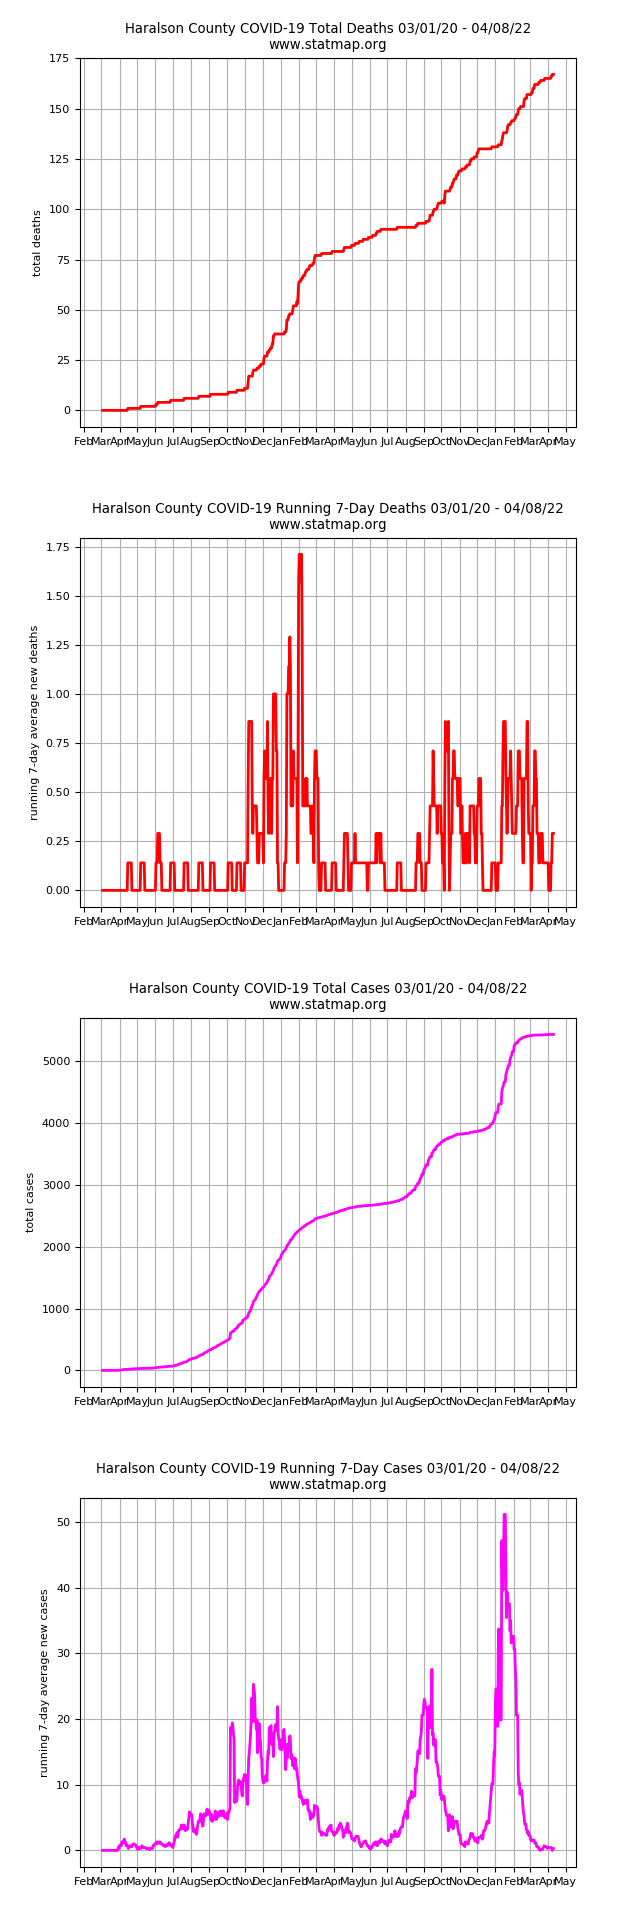 Haralson County COVID-19 Total Deaths 03/01/20 - 04/08/22
www.statmap.org
175
150
125
100
75
50
25
0
total deaths
Feb Mar Apr May Jun Jul Aug Sep Oct Nov Dec Jan Feb Mar Apr May Jun Jul Aug Sep Oct Nov Dec Jan Feb Mar Apr May
Haralson County COVID-19 Running 7-Day Deaths 03/01/20 - 04/08/22
www.statmap.org
1.75
1.50
1.25
1.00
0.75
0.50
0.25
0.00
running 7-day average new deaths
Feb Mar Apr May Jun Jul Aug Sep Oct Nov Dec Jan Feb Mar Apr May Jun Jul Aug Sep Oct Nov Dec Jan Feb Mar Apr May
Haralson County COVID-19 Total Cases 03/01/20 - 04/08/22
www.statmap.org
5000
4000
3000
2000
1000
0
total cases
Feb Mar Apr May Jun Jul Aug Sep Oct Nov Dec Jan Feb Mar Apr May Jun Jul Aug Sep Oct Nov Dec Jan Feb Mar Apr May
Haralson County COVID-19 Running 7-Day Cases 03/01/20 - 04/08/22
www.statmap.org
50
40
30
20
10
0
running 7-day average new cases
Feb Mar Apr May Jun Jul Aug Sep Oct Nov Dec Jan Feb Mar Apr May Jun Jul Aug Sep Oct Nov Dec Jan Feb Mar Apr May